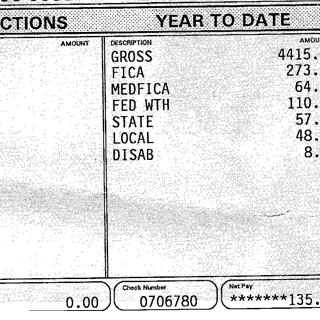 CTIONS YEAR TO DATE
AMOUNT DESCRIPTION
GROSS 4415.
FICA 273.
MEDFICA 64.
FED WTH 110.
STATE 57.
LOCAL 48.
DISAB 8.
Check Number Net Pay
0.00 0706780 *******135.